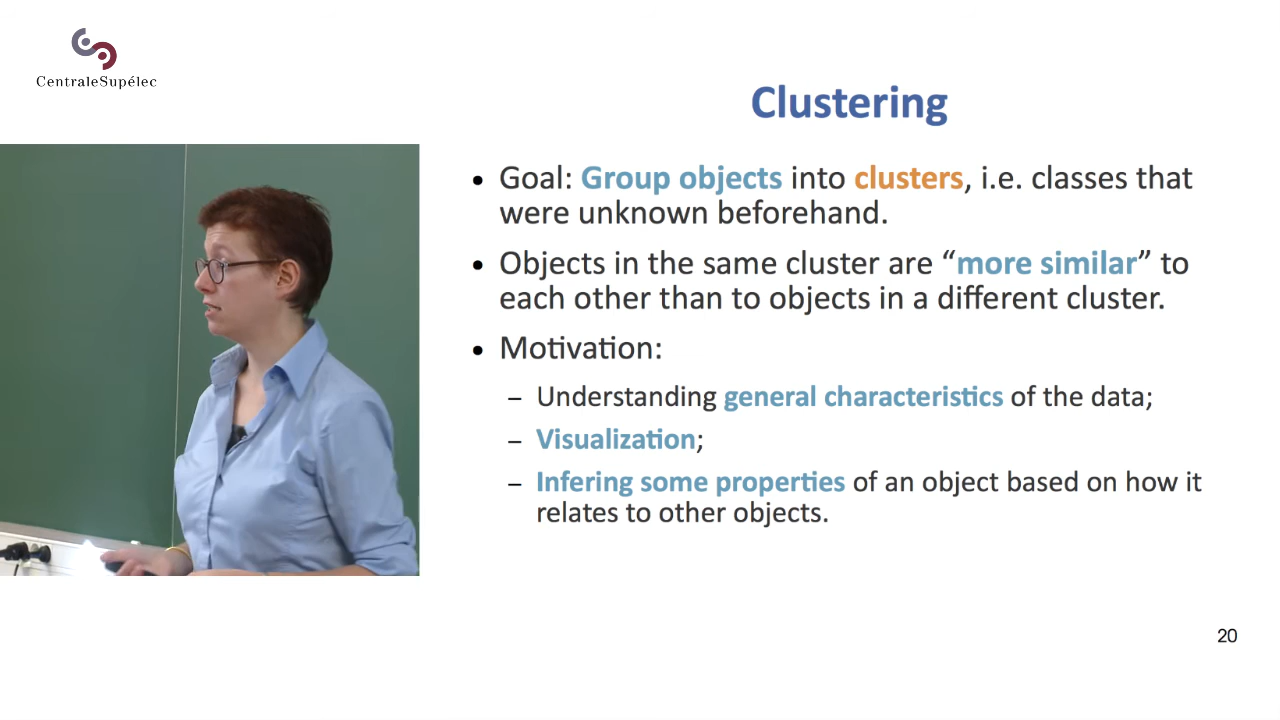 CentraleSupélec
Clustering
• Goal: Group objects into clusters, i.e. classes that
were unknown beforehand.
• Objects in the same cluster are “more similar” to
each other than to objects in a different cluster.
• Motivation:
– Understanding general characteristics of the data;
– Visualization;
– Infering some properties of an object based on how it
relates to other objects.
20